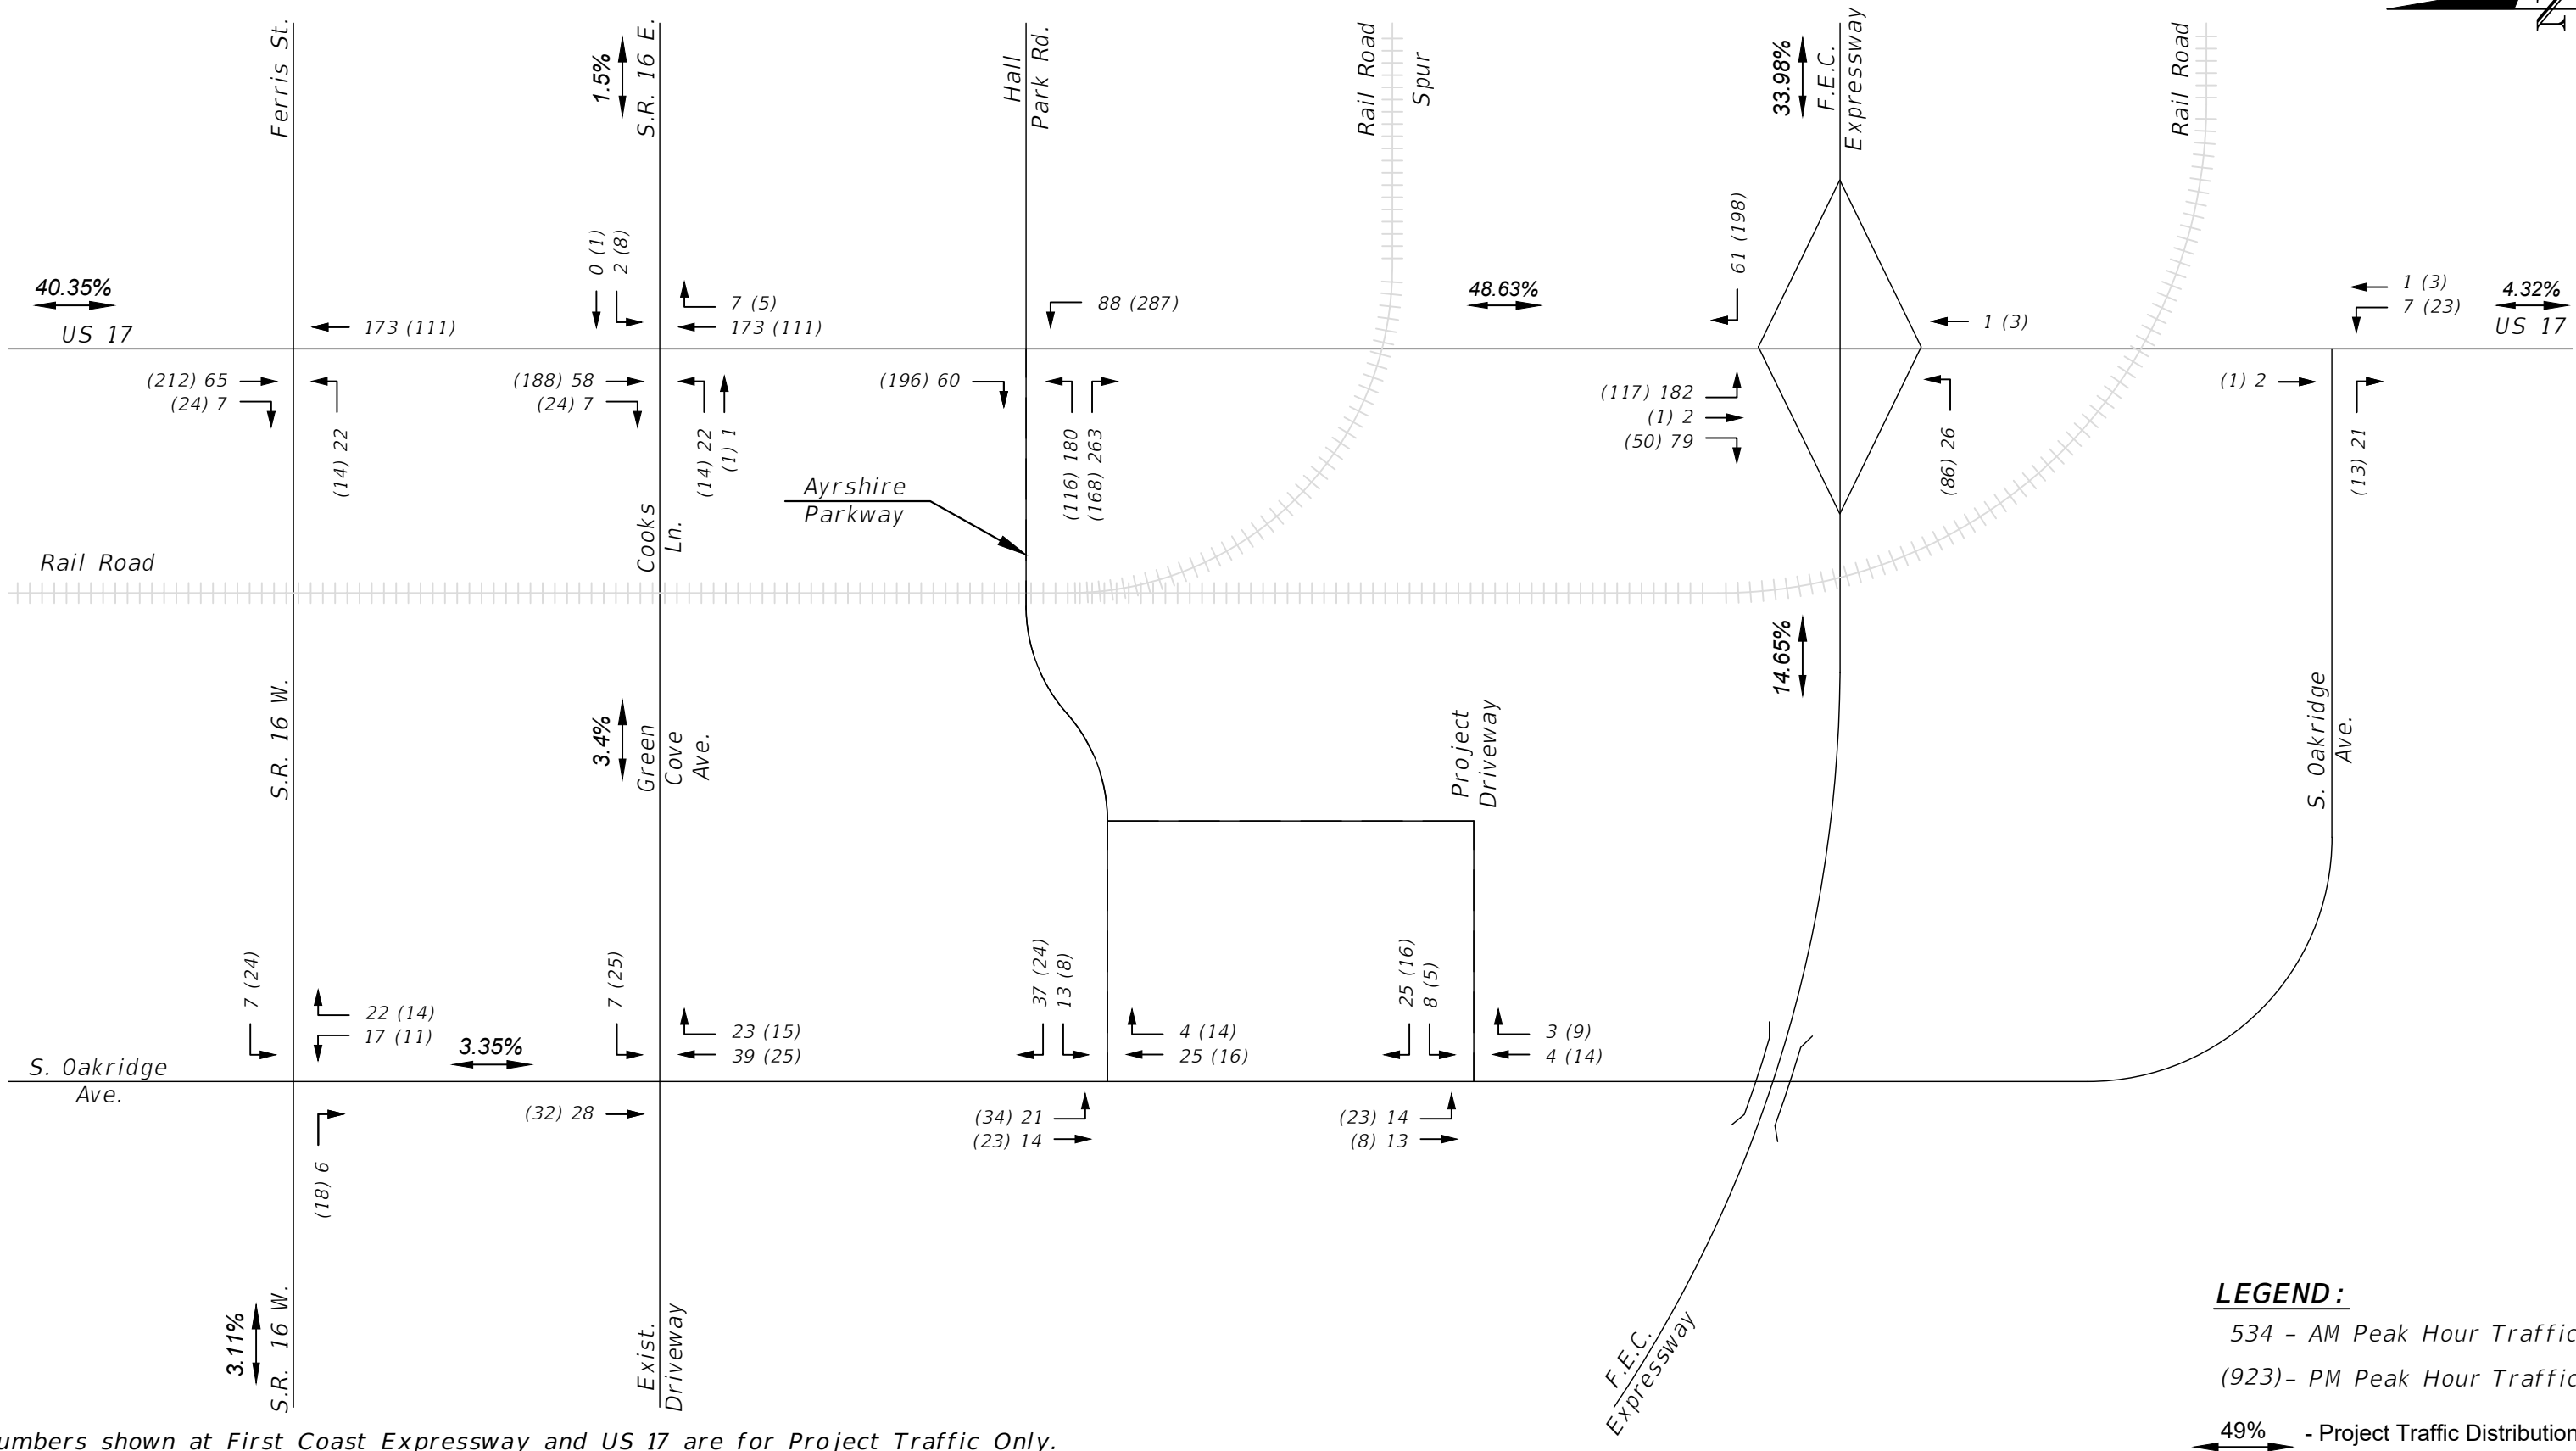 N
Ferris St.
1.5%
S.R. 16 E.
Hall
Park Rd.
Rail Road
Spur
33.98%
F.E.C.
Expressway
Rail Road
40.35%
US 17
173 (111)
0 (1)
2 (8)
7 (5)
173 (111)
88 (287)
48.63%
61 (198)
1 (3)
1 (3)
7 (23)
4.32%
US 17
(212) 65
(24) 7
(14) 22
(188) 58
(24) 7
(14) 22
(1) 1
(196) 60
(116) 180
(168) 263
(117) 182
(1) 2
(50) 79
(86) 26
(1) 2
(13) 21
Ayrshire
Parkway
Rail Road
Cooks
Ln.
S.R. 16 W.
3.4%
Green
Cove
Ave.
Project
Driveway
14.65%
S. Oakridge
Ave.
7 (24)
22 (14)
17 (11)
3.35%
7 (25)
23 (15)
39 (25)
37 (24)
13 (8)
4 (14)
25 (16)
25 (16)
8 (5)
3 (9)
4 (14)
S. Oakridge
Ave.
(18) 6
(32) 28
(34) 21
(23) 14
(23) 14
(8) 13
3.11%
S.R. 16 W.
Exist.
Driveway
F.E.C.
Expressway
LEGEND:
534 – AM Peak Hour Traffic
(923)– PM Peak Hour Traffic
49% - Project Traffic Distribution
umbers shown at First Coast Expressway and US 17 are for Project Traffic Only.